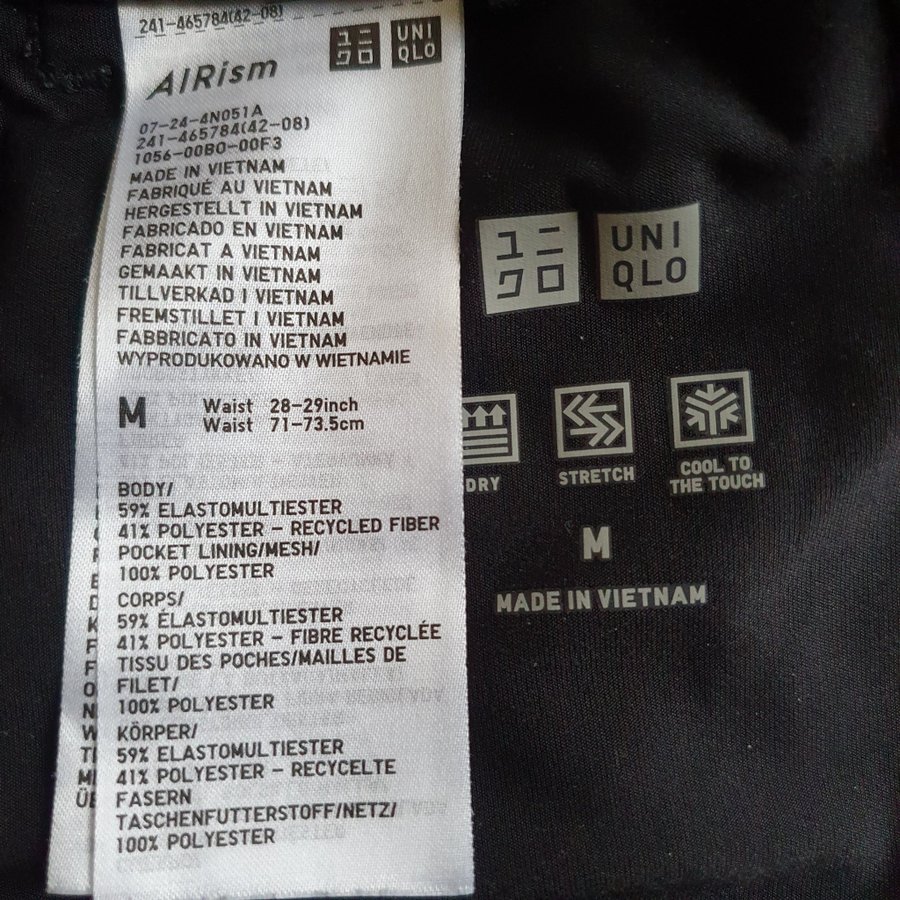 241-465784(42-08)
ユニ
クロ
UNI
QLO
AIRism
07-24-4N051A
241-465784(42-08)
1056-00B0-00F3
MADE IN VIETNAM
FABRIQUÉ AU VIETNAM
HERGESTELLT IN VIETNAM
FABRICADO EN VIETNAM
FABRICAT A VIETNAM
GEMAAKT IN VIETNAM
TILLVERKAD I VIETNAM
FREMSTILLET I VIETNAM
FABBRICATO IN VIETNAM
WYPRODUKOWANO W WIETNAMIE
M
Waist 28-29inch
Waist 71-73.5cm
BODY/
59% ELASTOMULTIESTER
41% POLYESTER - RECYCLED FIBER
POCKET LINING/MESH/
100% POLYESTER
CORPS/
59% ÉLASTOMULTIESTER
41% POLYESTER - FIBRE RECYCLÉE
TISSU DES POCHES/MAILLES DE
FILET/
100% POLYESTER
KÖRPER/
59% ELASTOMULTIESTER
41% POLYESTER - RECYCELTE
FASERN
TASCHENFUTTERSTOFF/NETZ/
100% POLYESTER
ユニ
クロ
UNI
QLO
DRY
STRETCH
COOL TO
THE TOUCH
M
MADE IN VIETNAM